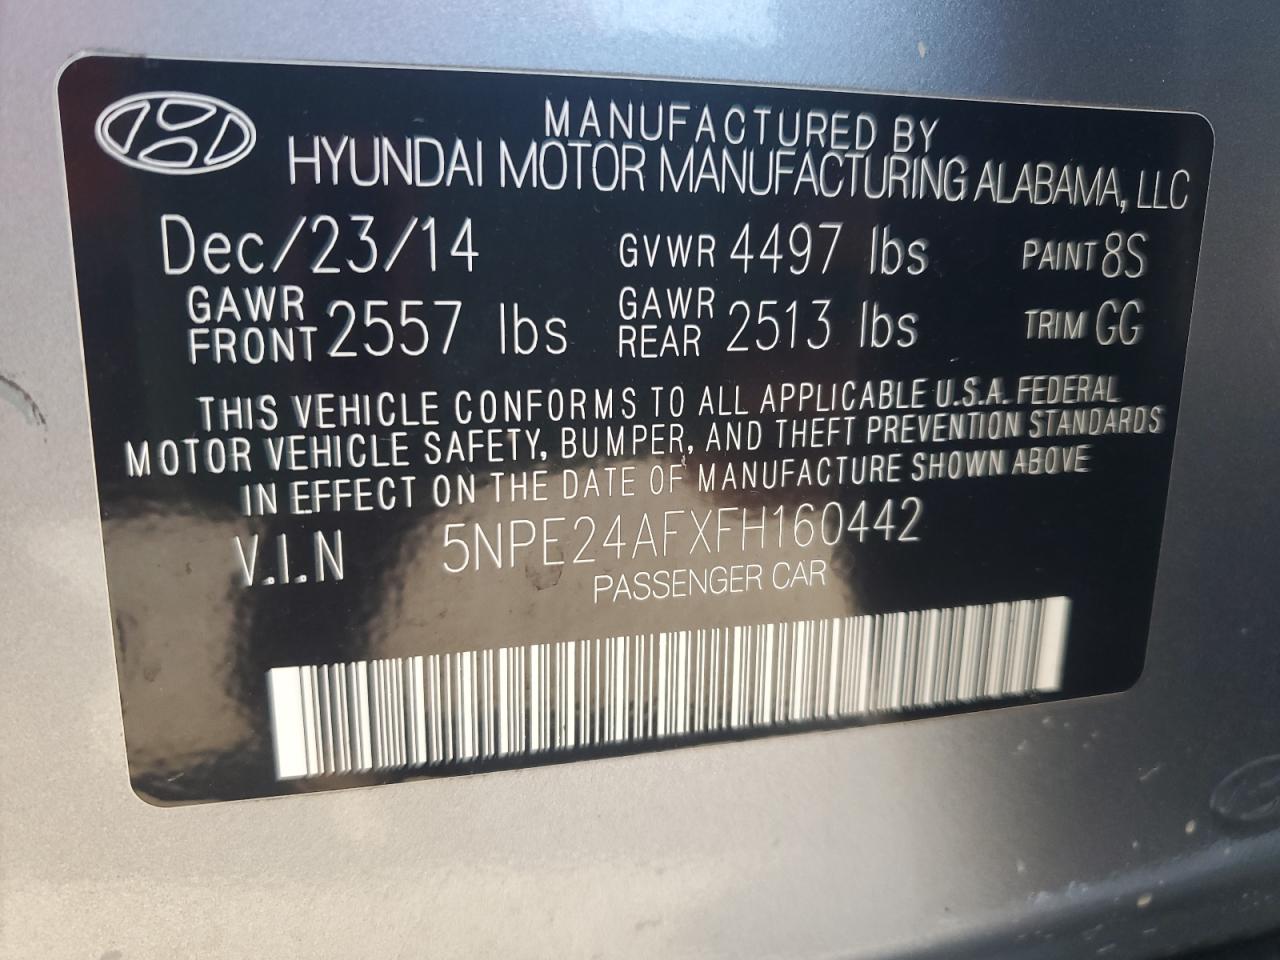 MANUFACTURED BY
HYUNDAI MOTOR MANUFACTURING ALABAMA, LLC
Dec/23/14 GVWR 4497 lbs PAINT 8S
GAWR FRONT 2557 lbs GAWR REAR 2513 lbs TRIM GG
THIS VEHICLE CONFORMS TO ALL APPLICABLE U.S.A. FEDERAL
MOTOR VEHICLE SAFETY, BUMPER, AND THEFT PREVENTION STANDARDS
IN EFFECT ON THE DATE OF MANUFACTURE SHOWN ABOVE
V.I.N 5NPE24AFXFH160442
PASSENGER CAR